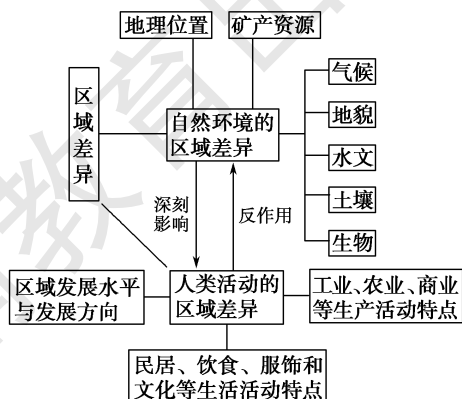 地理位置
矿产资源
区域差异
自然环境的
区域差异
气候
地貌
水文
土壤
生物
深刻
影响
反作用
区域发展水平
与发展方向
人类活动的
区域差异
工业、农业、商业
等生产活动特点
民居、饮食、服饰和
文化等生活活动特点